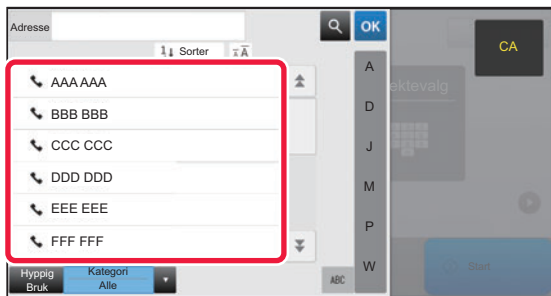 Adresse
OK
CA
Sorter
A
AAA AAA
BBB BBB
CCC CCC
DDD DDD
EEE EEE
FFF FFF
A
D
J
M
P
W
ektevalg
Hyppig
Bruk
Kategori
Alle
ABC
Start